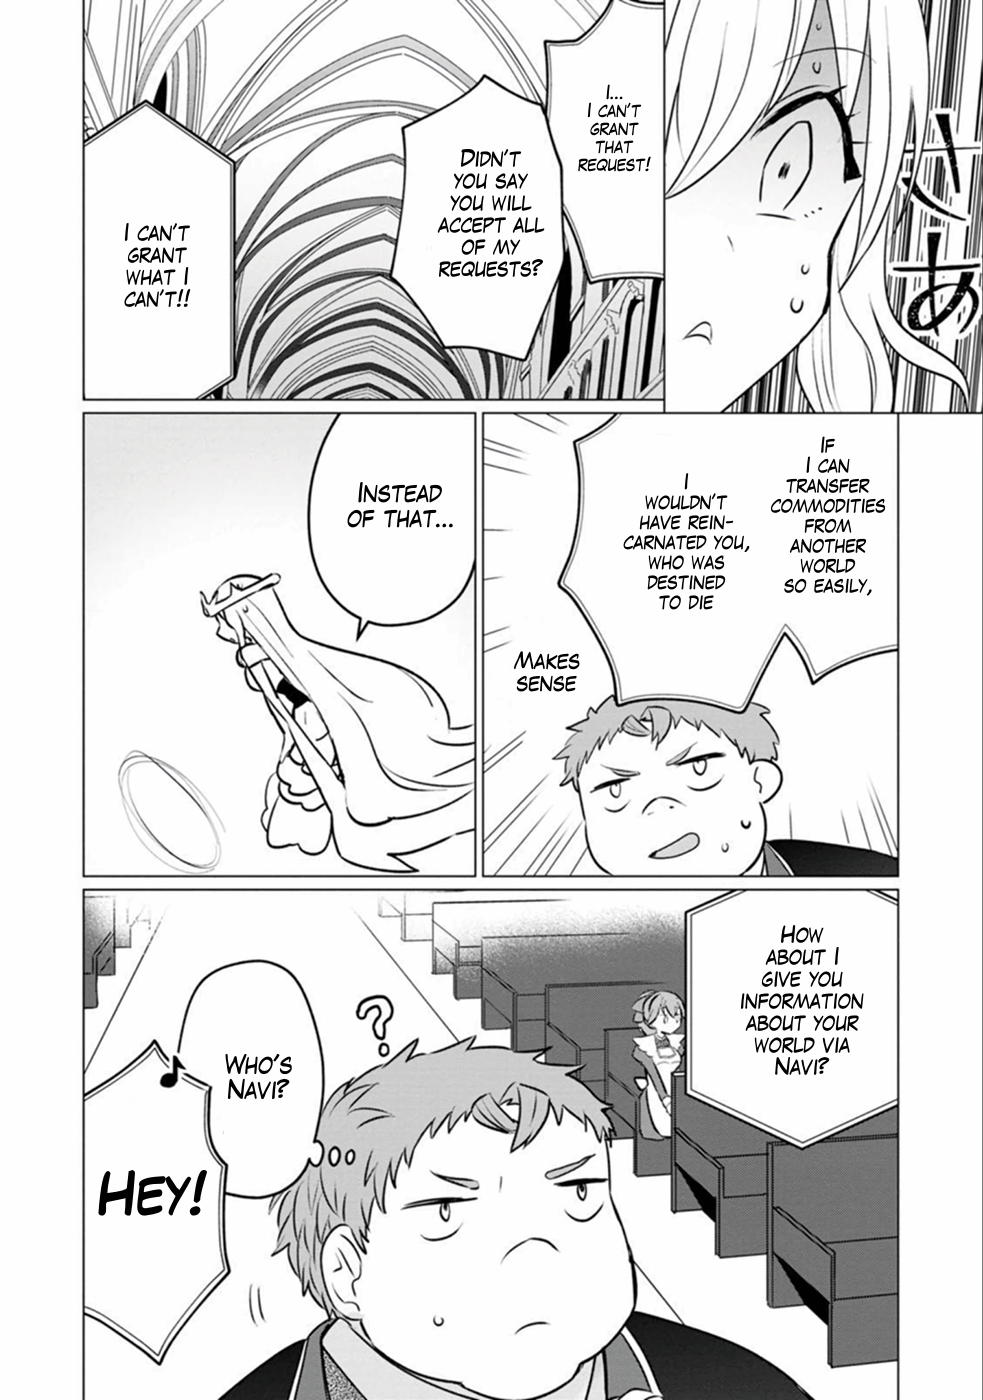 I...
I CAN'T
GRANT
THAT
REQUEST!
さあ
DIDN'T
YOU SAY
YOU WILL
ACCEPT ALL
OF MY
REQUESTS?
I CAN'T
GRANT
WHAT I
CAN'T!!
IF
I CAN
TRANSFER
COMMODITIES
FROM
ANOTHER
WORLD
SO EASILY,
I
WOULDN'T
HAVE REIN-
CARNATED YOU,
WHO WAS
DESTINED
TO DIE
MAKES
SENSE
INSTEAD
OF THAT...
HOW
ABOUT I
GIVE YOU
INFORMATION
ABOUT YOUR
WORLD VIA
NAVI?
?
WHO'S
NAVI?
HEY!